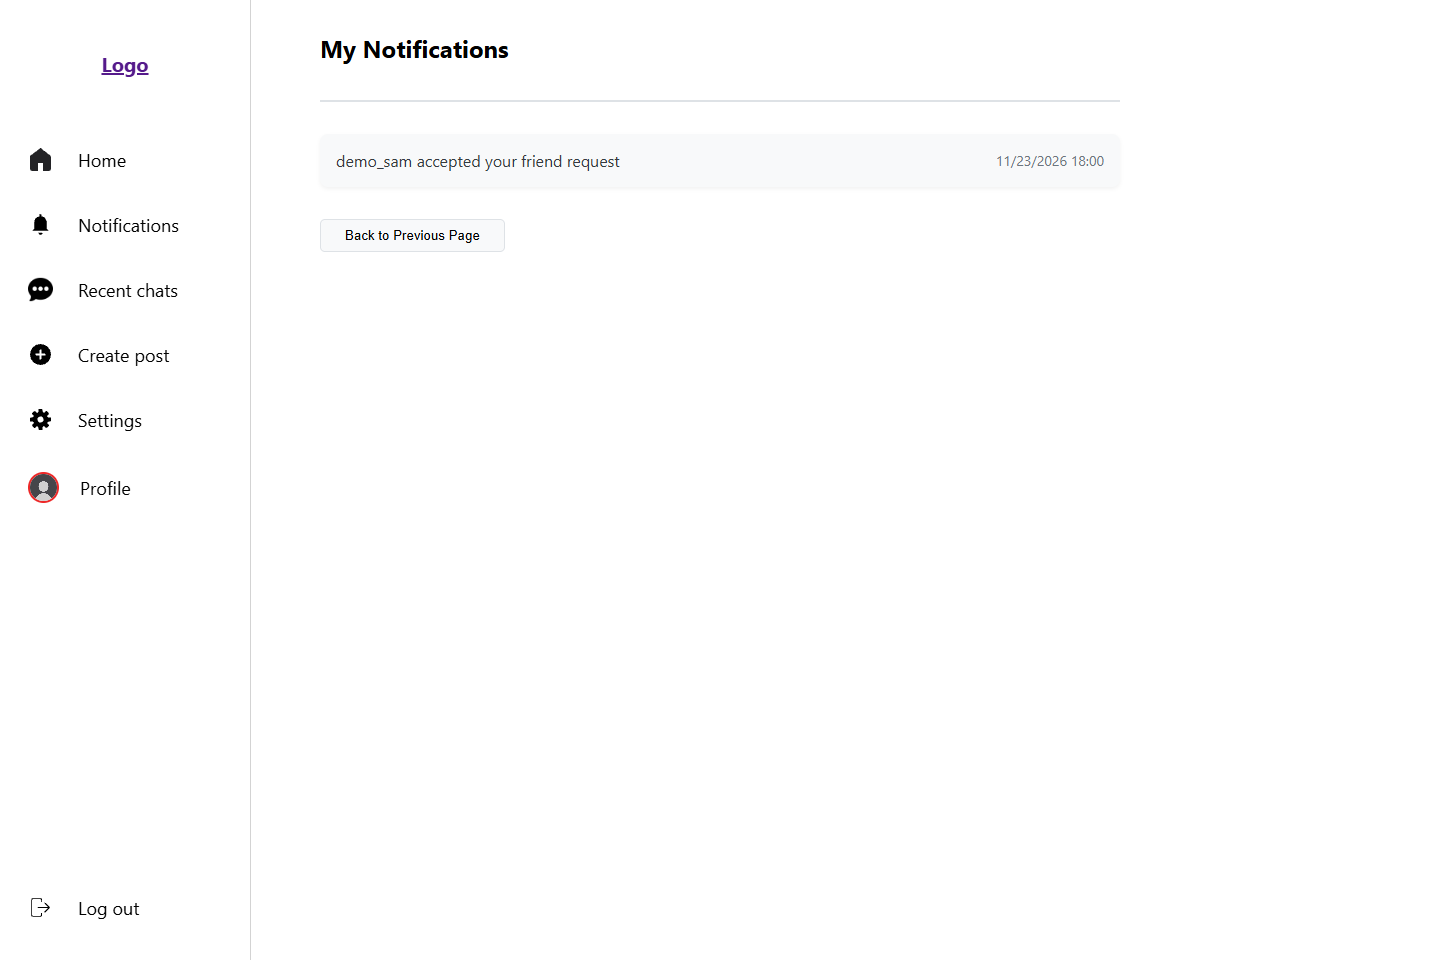 Logo
Home
Notifications
Recent chats
Create post
Settings
Profile
Log out
My Notifications
demo_sam accepted your friend request 11/23/2026 18:00
Back to Previous Page